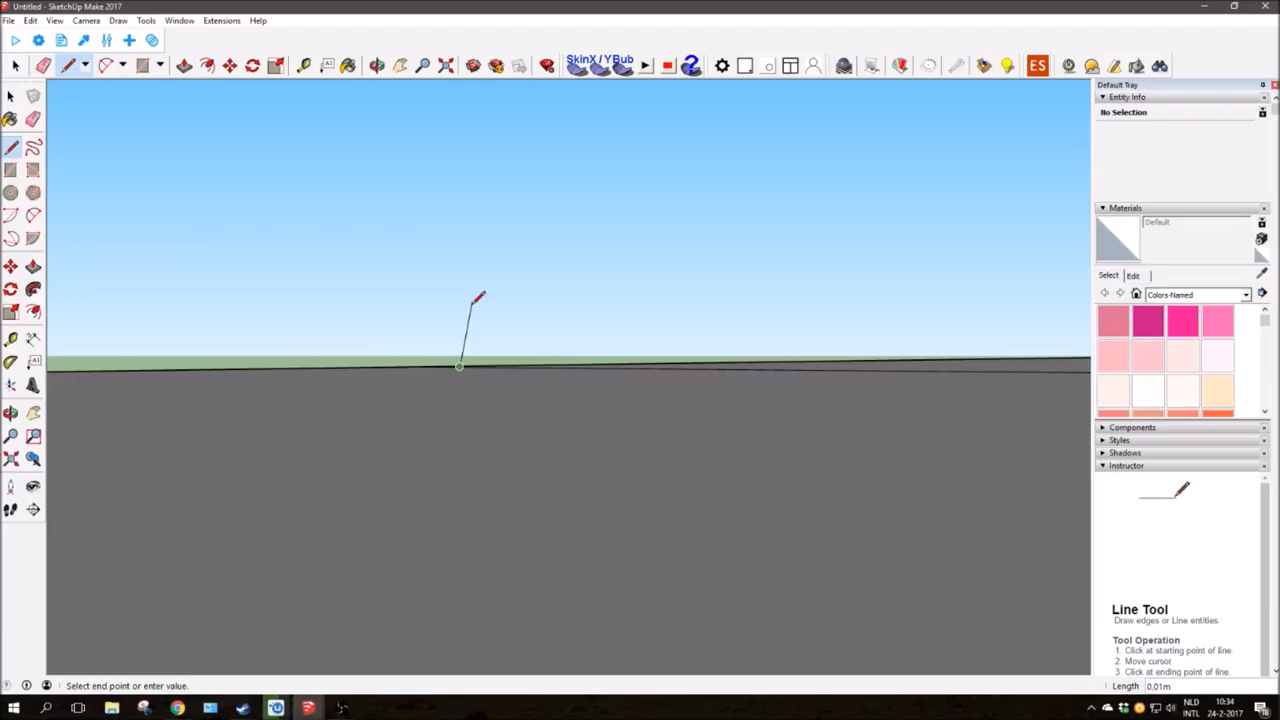 Untitled - SketchUp Make 2017
File Edit View Camera Draw Tools Window Extensions Help
SkinX / YBub
ES
Default Tray
Entity Info
No Selection
Materials
Default
Select Edit
Colors-Named
Components
Styles
Shadows
Instructor
Line Tool
Draw edges or Line entities.
Tool Operation
1. Click at starting point of line.
2. Move cursor.
3. Click at ending point of line.
Select end point or enter value.
Length 0,01m
NLD 10:34
INTL 24-2-2017